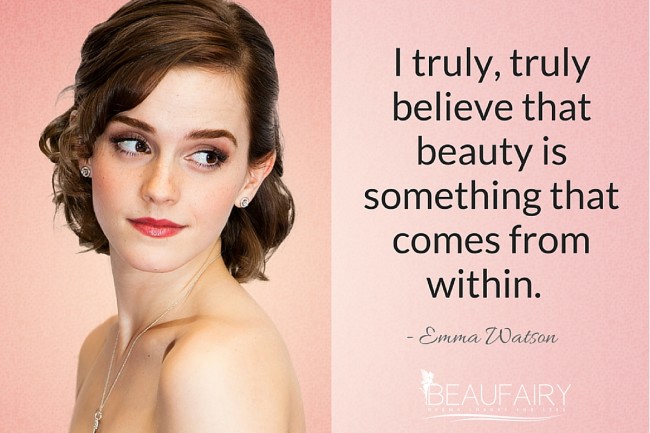 I truly, truly
believe that
beauty is
something that
comes from
within.
- Emma Watson
BEAUFAIRY